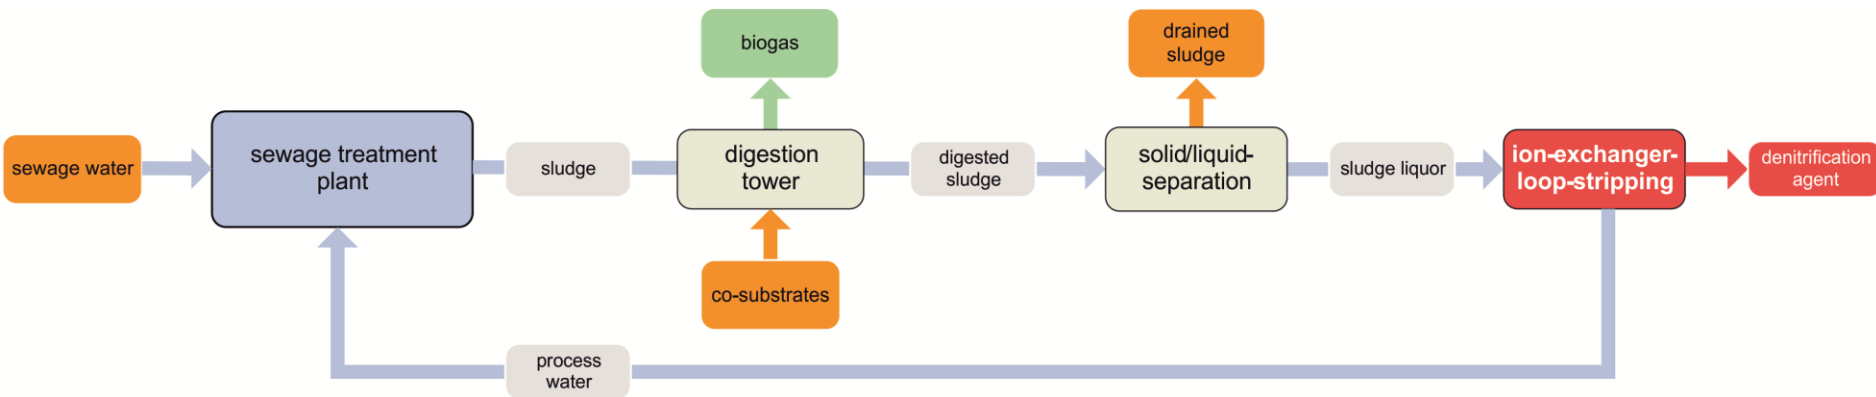 biogas
drained
sludge
sewage water
sewage treatment
plant
sludge
digestion
tower
digested
sludge
solid/liquid-
separation
sludge liquor
ion-exchanger-
loop-stripping
denitrification
agent
co-substrates
process
water